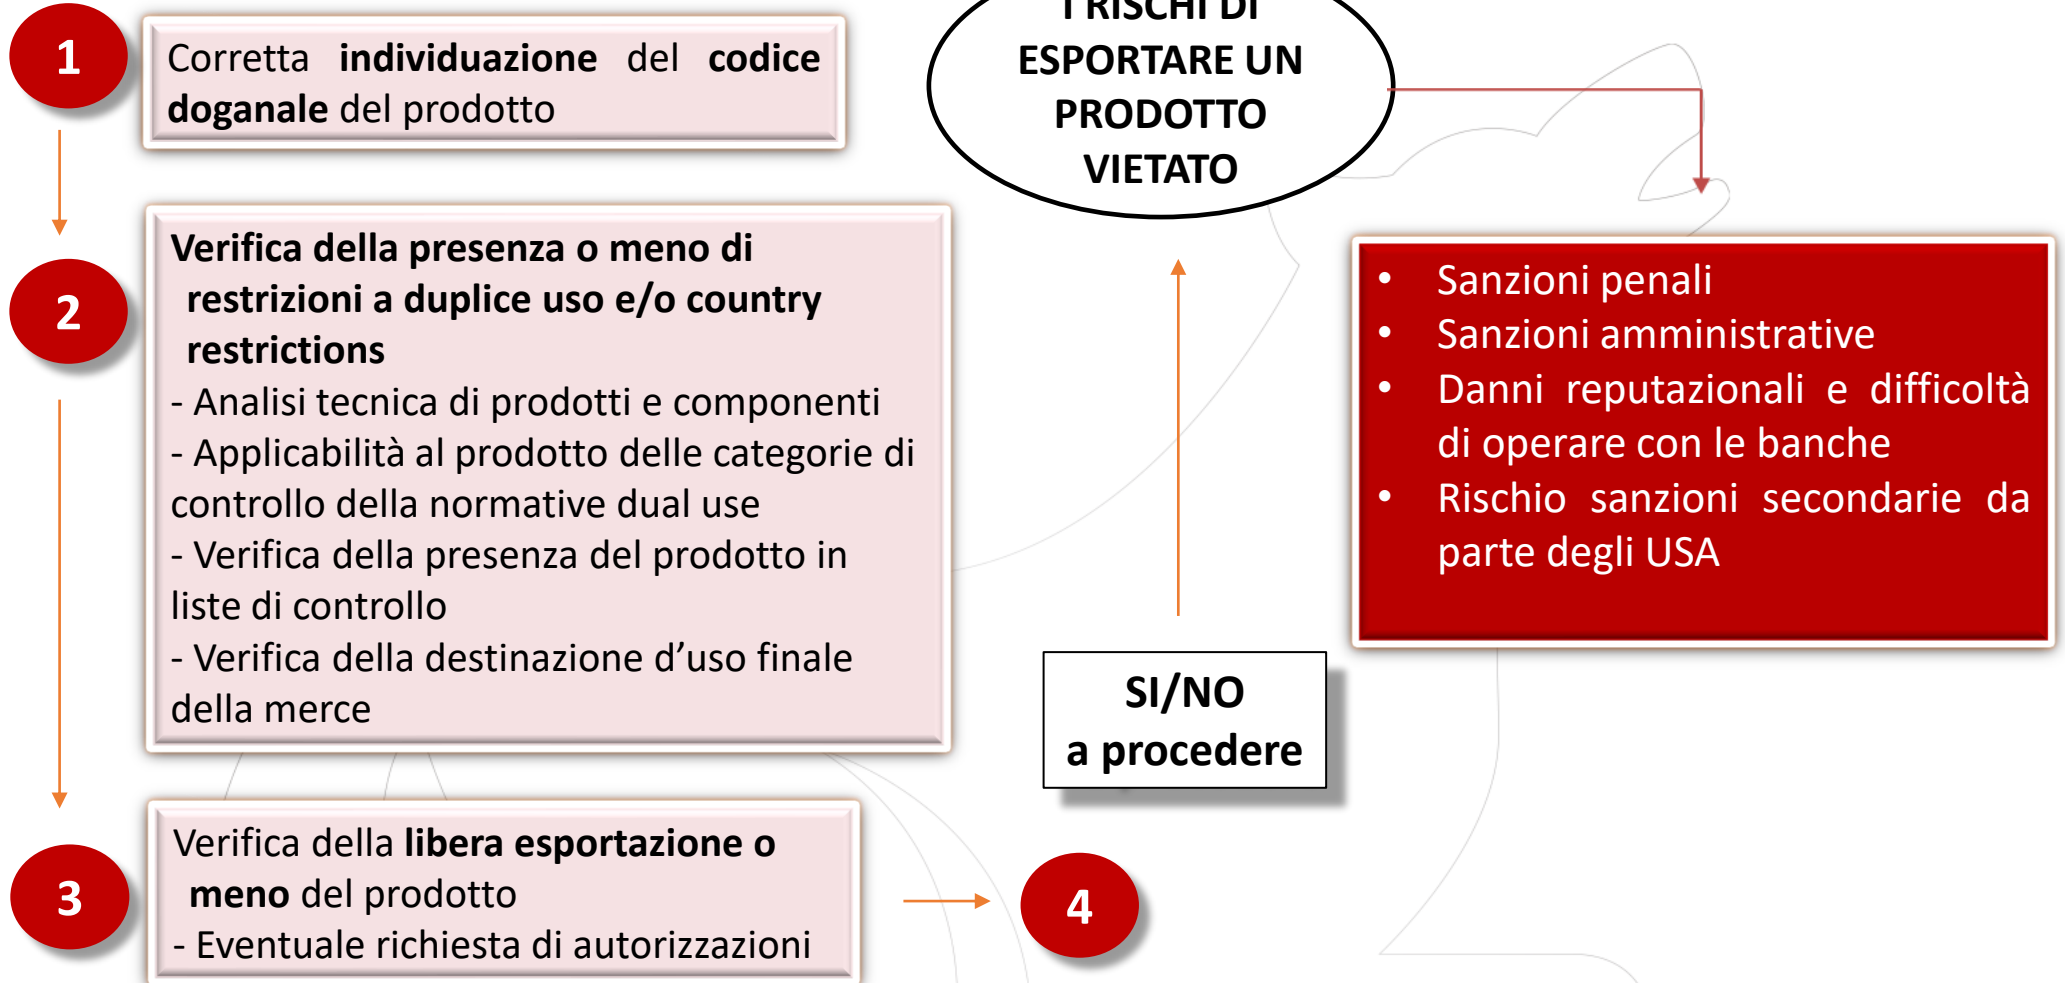 1
Corretta individuazione del codice
doganale del prodotto
2
Verifica della presenza o meno di
restrizioni a duplice uso e/o country
restrictions
- Analisi tecnica di prodotti e componenti
- Applicabilità al prodotto delle categorie di
controllo della normative dual use
- Verifica della presenza del prodotto in
liste di controllo
- Verifica della destinazione d’uso finale
della merce
3
Verifica della libera esportazione o
meno del prodotto
- Eventuale richiesta di autorizzazioni
4
SI/NO
a procedere
I RISCHI DI
ESPORTARE UN
PRODOTTO
VIETATO
• Sanzioni penali
• Sanzioni amministrative
• Danni reputazionali e difficoltà
di operare con le banche
• Rischio sanzioni secondarie da
parte degli USA